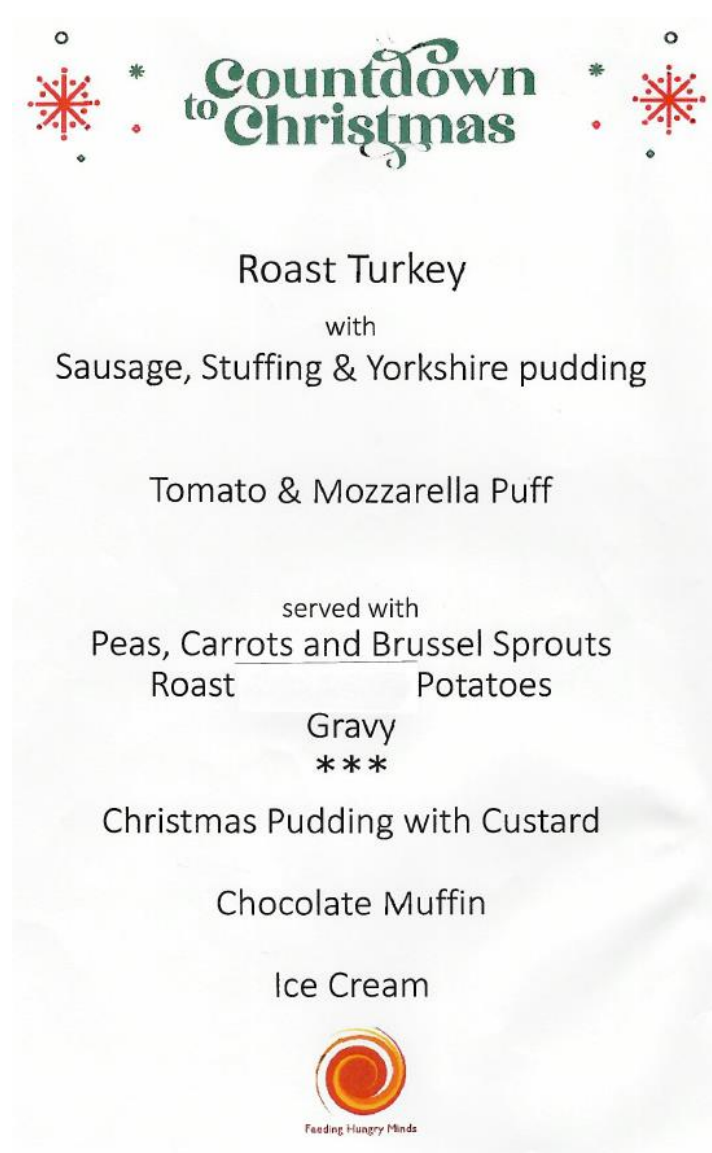 Countdown
to Christmas
Roast Turkey
with
Sausage, Stuffing & Yorkshire pudding
Tomato & Mozzarella Puff
served with
Peas, Carrots and Brussel Sprouts
Roast Potatoes
Gravy
***
Christmas Pudding with Custard
Chocolate Muffin
Ice Cream
Feeding Hungry Minds